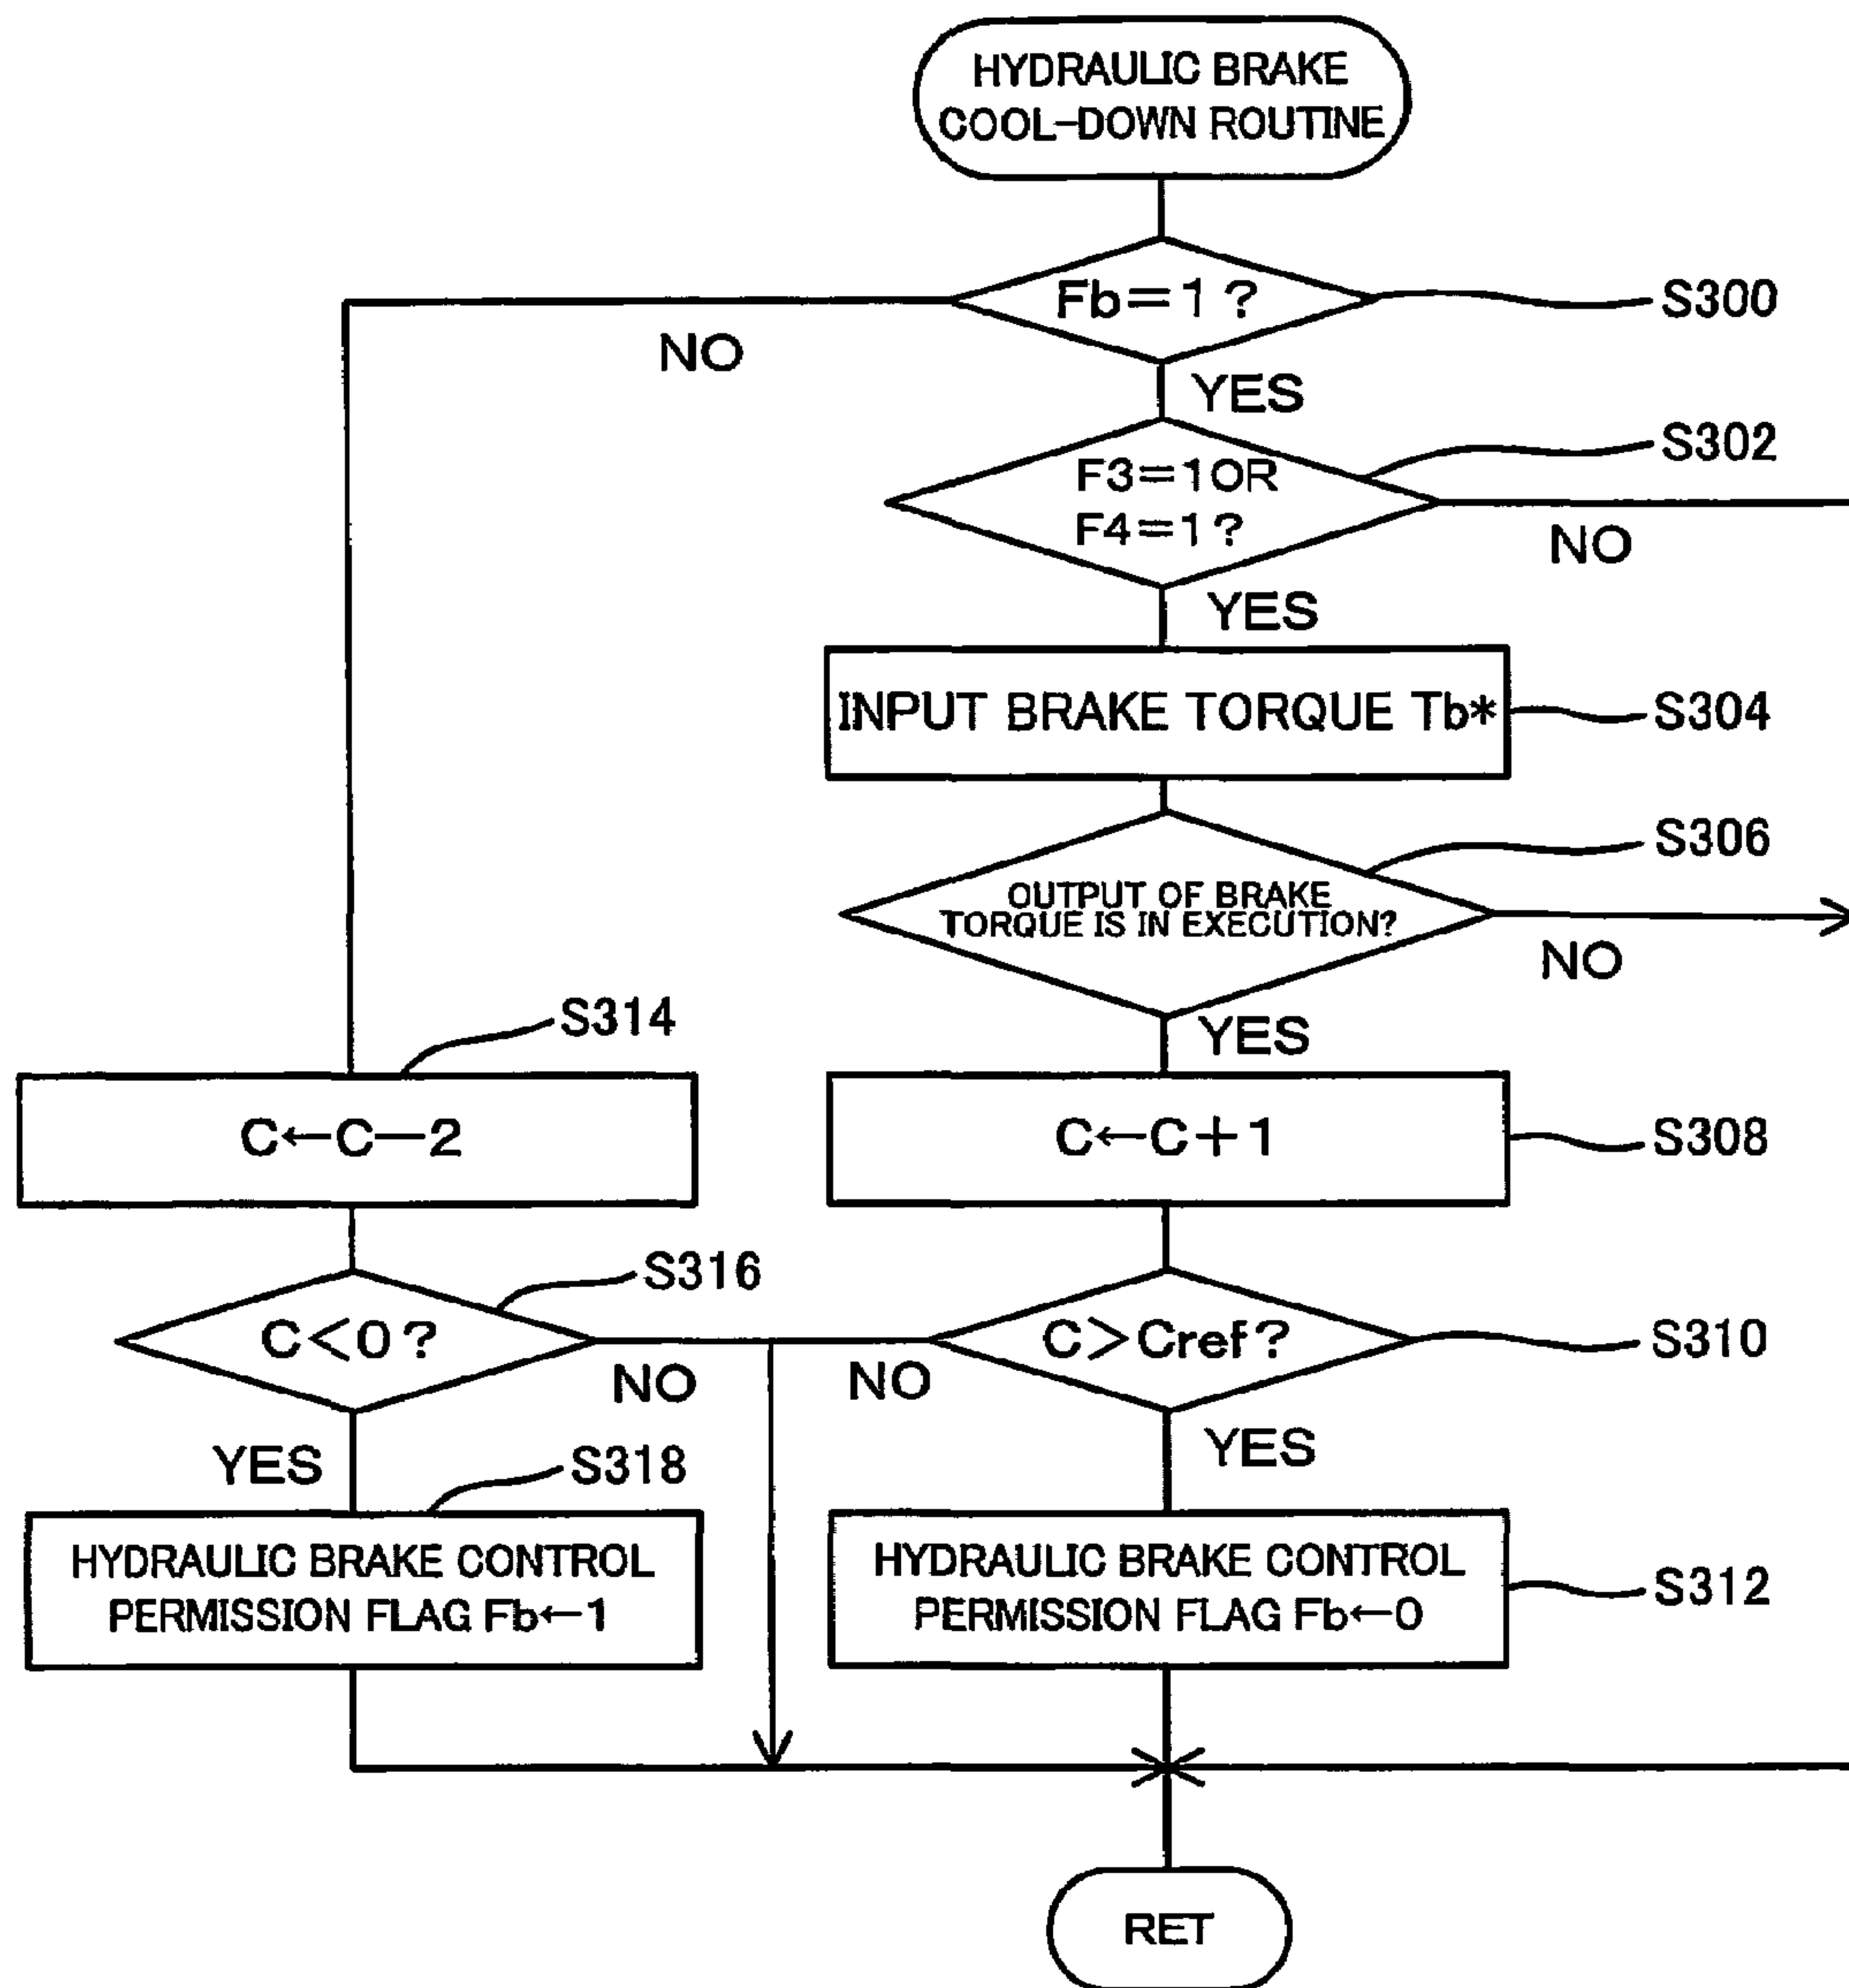 HYDRAULIC BRAKE
COOL-DOWN ROUTINE
Fb=1?
S300
NO
YES
F3=1OR
F4=1?
S302
NO
YES
INPUT BRAKE TORQUE Tb*
S304
OUTPUT OF BRAKE
TORQUE IS IN EXECUTION?
S306
NO
YES
S314
C←C−2
C←C+1
S308
S316
C<0?
NO
C>Cref?
S310
NO
YES
YES
S318
HYDRAULIC BRAKE CONTROL
PERMISSION FLAG Fb←1
HYDRAULIC BRAKE CONTROL
PERMISSION FLAG Fb←0
S312
RET